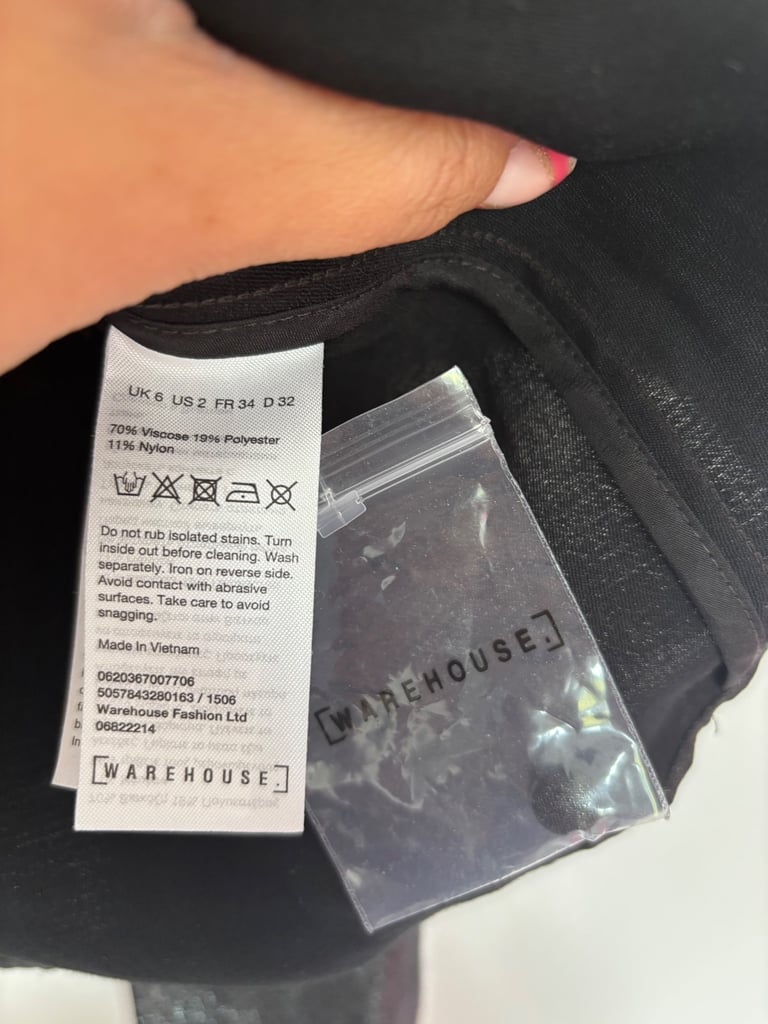 UK 6 US 2 FR 34 D 32
70% Viscose 19% Polyester
11% Nylon
Do not rub isolated stains. Turn
inside out before cleaning. Wash
separately. Iron on reverse side.
Avoid contact with abrasive
surfaces. Take care to avoid
snagging.
Made In Vietnam
0620367007706
5057843280163 / 1506
Warehouse Fashion Ltd
06822214
[WAREHOUSE.]
[WAREHOUSE.]